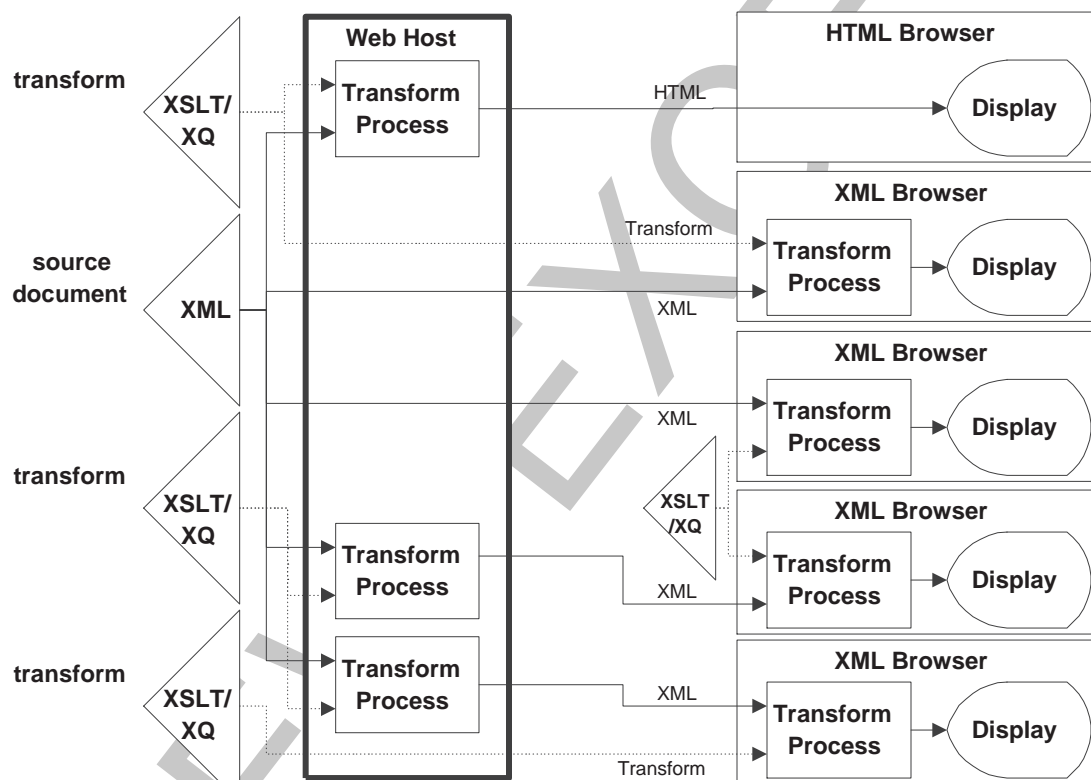 Web Host
HTML Browser
transform
XSLT/
XQ
Transform
Process
HTML
Display
XML Browser
Transform
Transform
Process
Display
source
document
XML
XML
XML Browser
Transform
Process
Display
XML
transform
XSLT/
XQ
XSLT
/XQ
XML Browser
Transform
Process
Transform
Process
Display
XML
transform
XSLT/
XQ
Transform
Process
XML Browser
XML
Transform
Process
Display
Transform